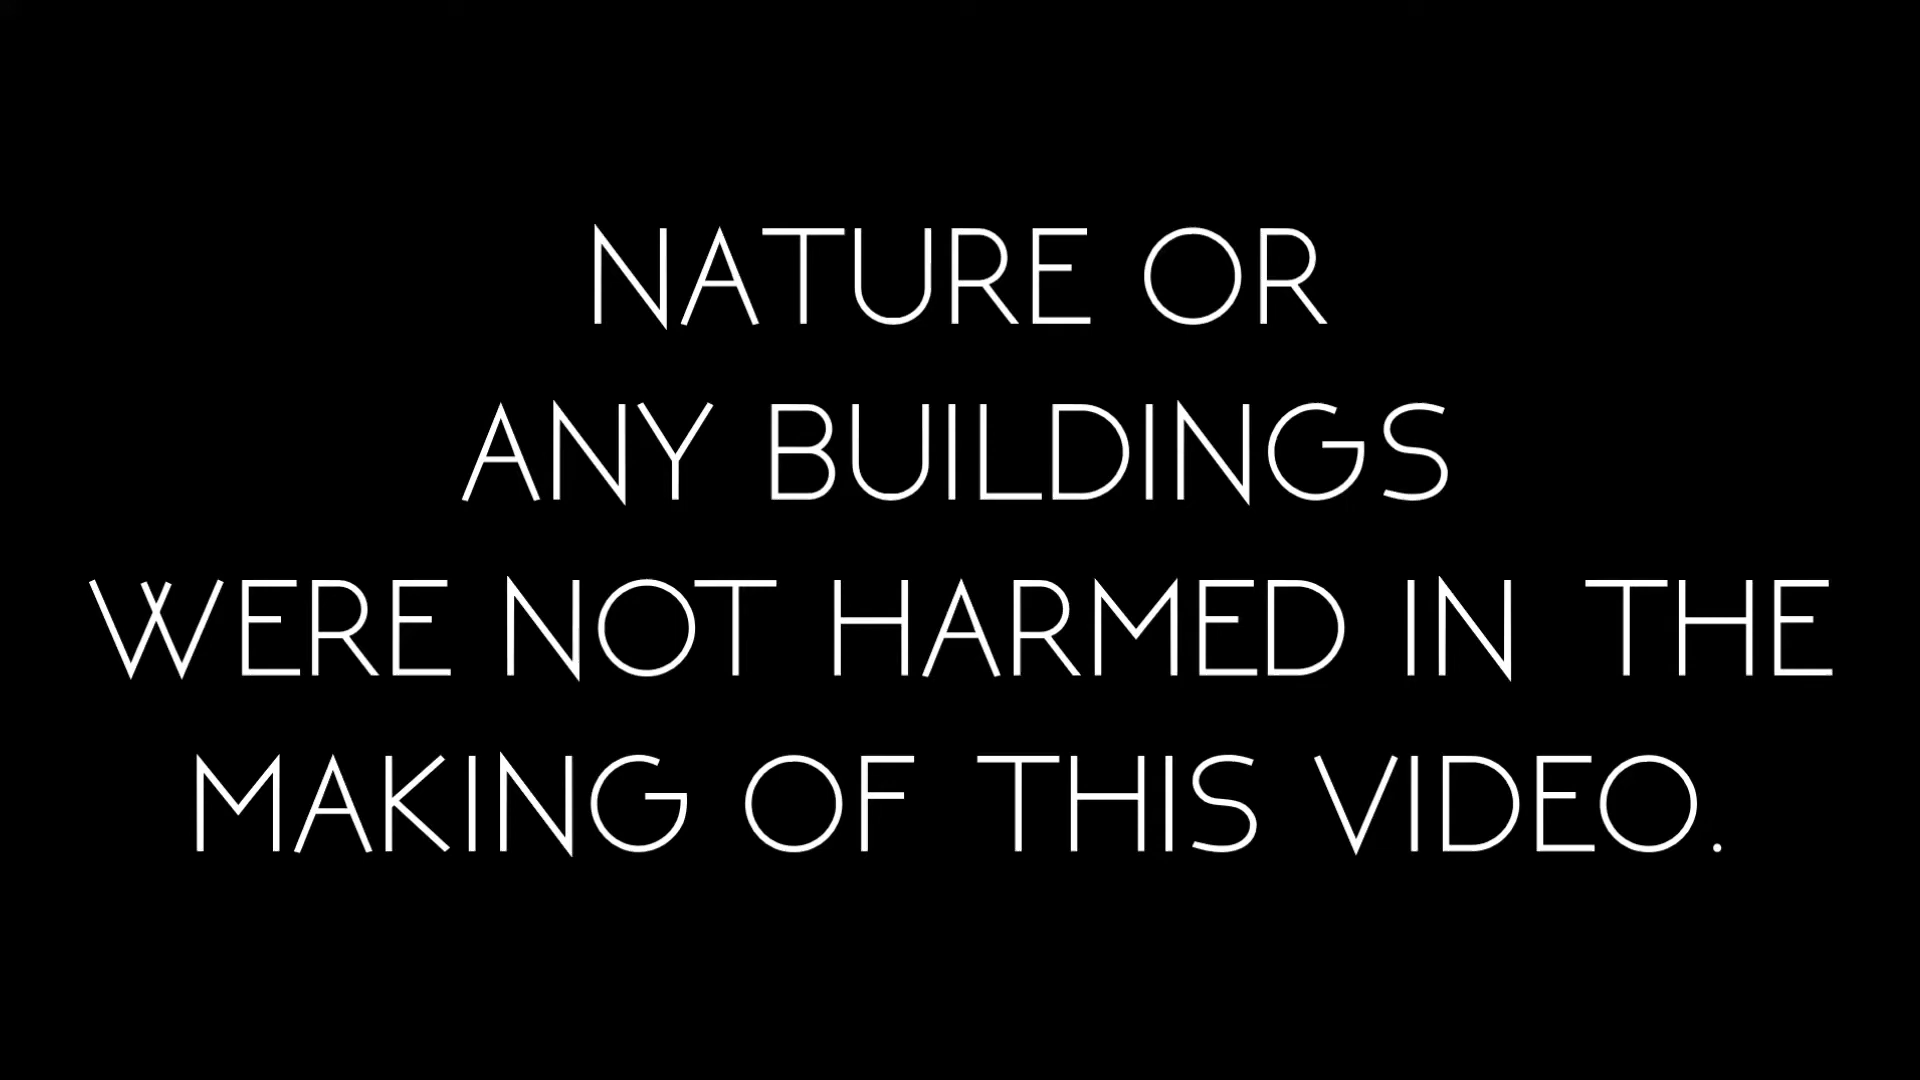 NATURE OR
ANY BUILDINGS
WERE NOT HARMED IN THE
MAKING OF THIS VIDEO.